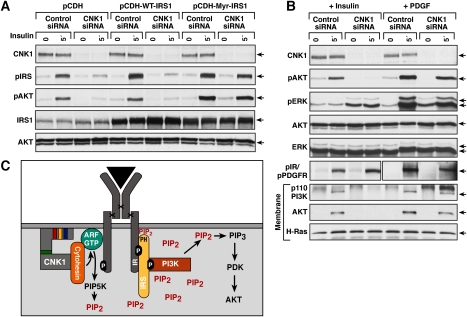 A
pCDH
pCDH-WT-IRS1
pCDH-Myr-IRS1
Control siRNA
CNK1 siRNA
Control siRNA
CNK1 siRNA
Control siRNA
CNK1 siRNA
Insulin
0 5' 0 5' 0 5' 0 5' 0 5' 0 5'
CNK1
pIRS
pAKT
IRS1
AKT
B
+ Insulin
+ PDGF
Control siRNA
CNK1 siRNA
Control siRNA
CNK1 siRNA
0 5' 0 5' 0 5' 0 5'
CNK1
pAKT
pERK
AKT
ERK
pIR/
pPDGFR
Membrane
p110
PI3K
AKT
H-Ras
C
CNK1
Cytohesin
ARF
GTP
PIP5K
PIP2
P
IR
P
PIP2
PH
IRS
P
PI3K
PIP2
PIP2
PIP2
PIP2
PIP2
PIP2
PIP2
PIP3
PDK
AKT